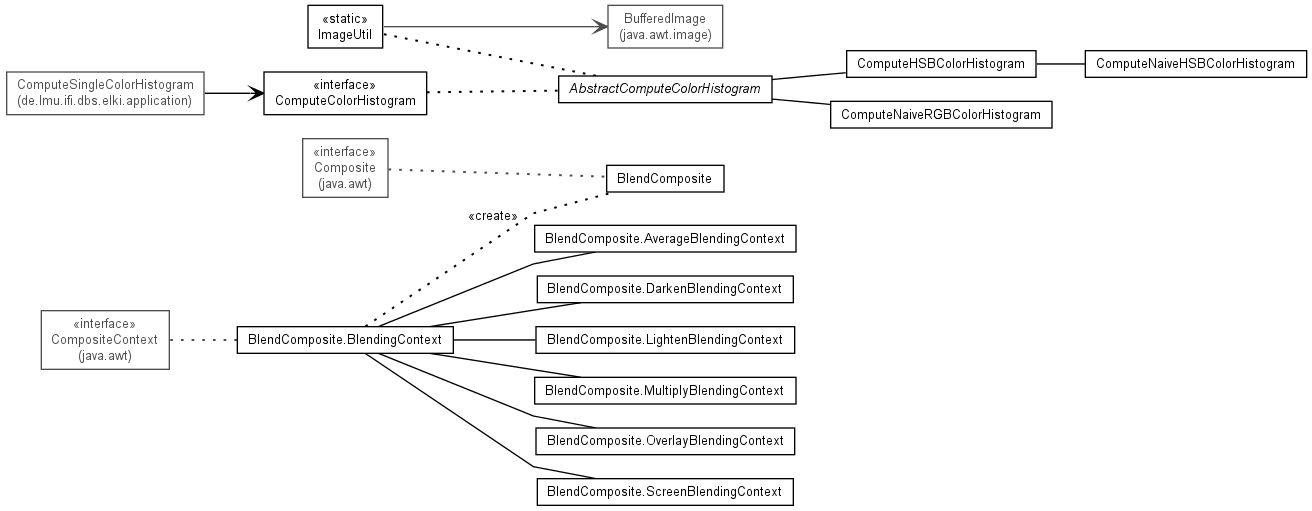 «static»
ImageUtil
BufferedImage
(java.awt.image)
ComputeSingleColorHistogram
(de.lmu.ifi.dbs.elki.application)
«interface»
ComputeColorHistogram
AbstractComputeColorHistogram
ComputeHSBColorHistogram
ComputeNaiveHSBColorHistogram
ComputeNaiveRGBColorHistogram
«interface»
Composite
(java.awt)
BlendComposite
«create»
BlendComposite.AverageBlendingContext
BlendComposite.DarkenBlendingContext
«interface»
CompositeContext
(java.awt)
BlendComposite.BlendingContext
BlendComposite.LightenBlendingContext
BlendComposite.MultiplyBlendingContext
BlendComposite.OverlayBlendingContext
BlendComposite.ScreenBlendingContext